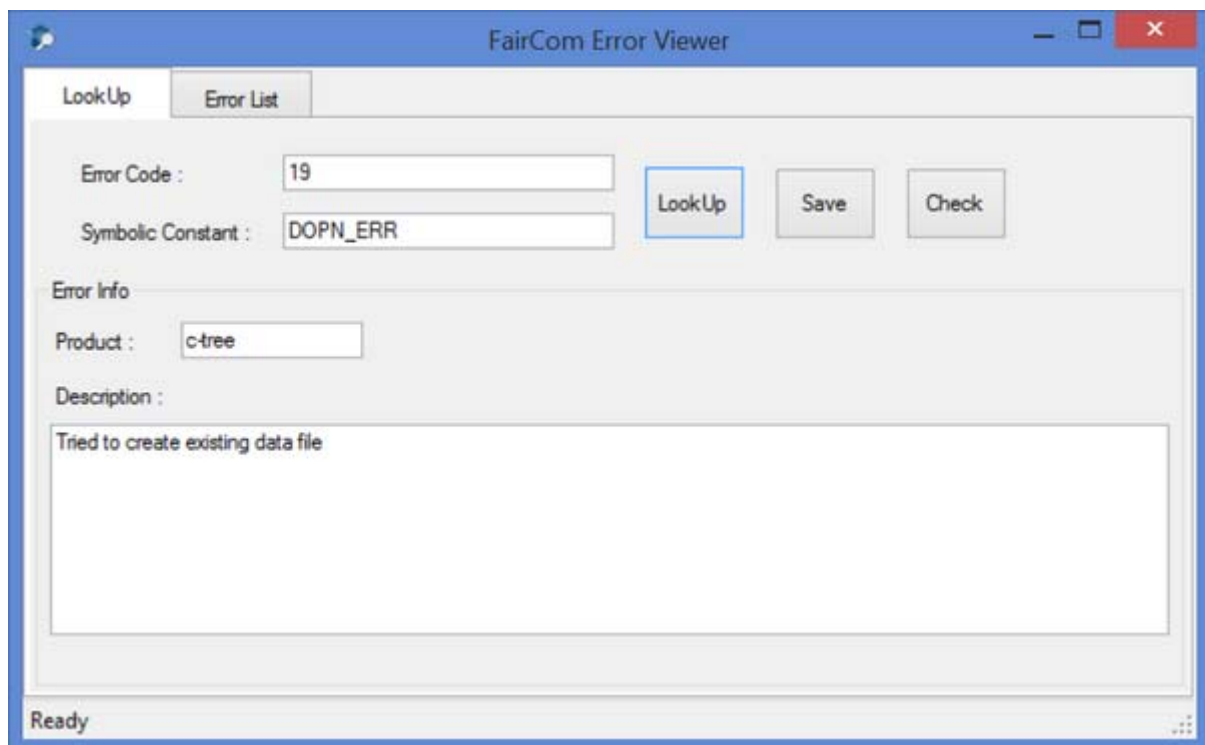 FairCom Error Viewer
LookUp
Error List
Error Code :
19
LookUp
Save
Check
Symbolic Constant :
DOPN_ERR
Error Info
Product :
c-tree
Description :
Tried to create existing data file
Ready